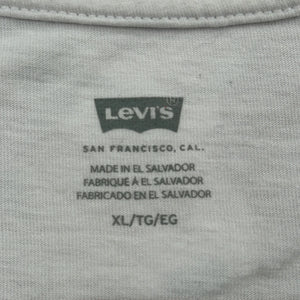 Levi's
SAN FRANCISCO, CAL.
MADE IN EL SALVADOR
FABRIQUÉ À EL SALVADOR
FABRICADO EN EL SALVADOR
XL/TG/EG